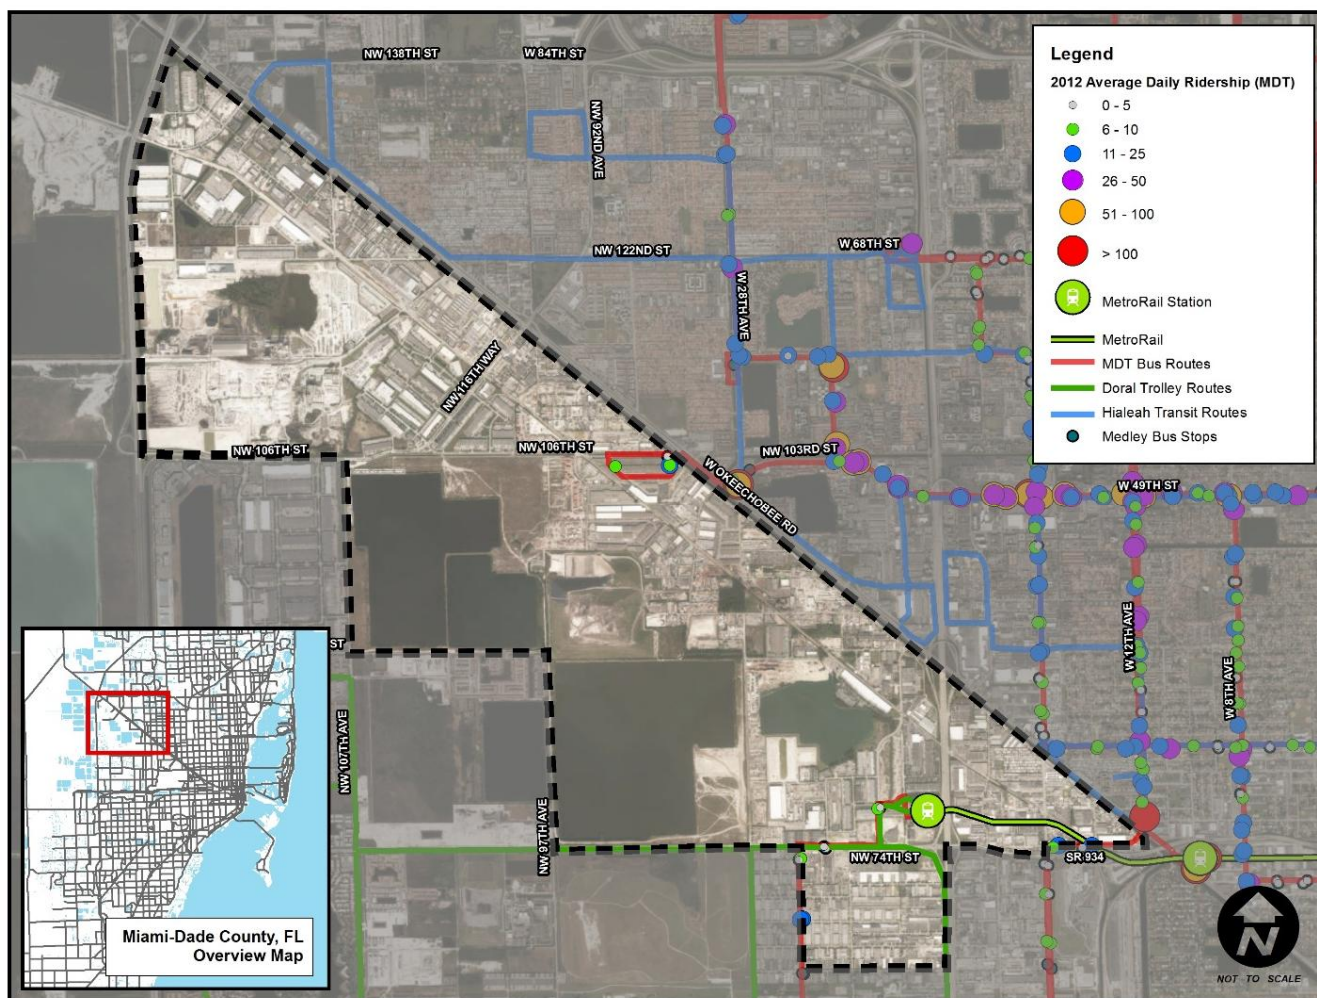 NW 138TH ST
W 84TH ST
NW 92ND AVE
NW 122ND ST
W 68TH ST
W 28TH AVE
NW 116TH WAY
NW 106TH ST
NW 106TH ST
NW 103RD ST
W OKEECHOBEE RD
W 49TH ST
W 12TH AVE
W 8TH AVE
ST
NW 107TH AVE
NW 97TH AVE
NW 74TH ST
SR 934
Legend
2012 Average Daily Ridership (MDT)
0 - 5
6 - 10
11 - 25
26 - 50
51 - 100
> 100
MetroRail Station
MetroRail
MDT Bus Routes
Doral Trolley Routes
Hialeah Transit Routes
Medley Bus Stops
Miami-Dade County, FL
Overview Map
N
NOT TO SCALE